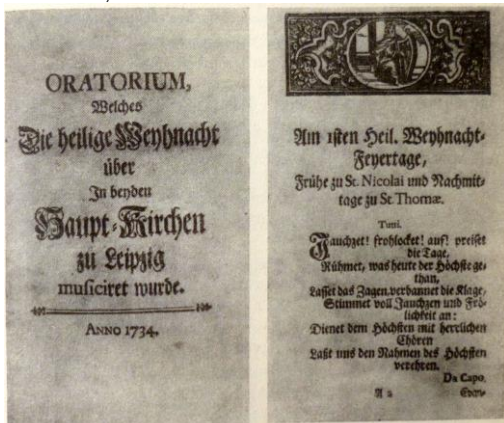 ORATORIUM,
Welches
Die heilige Weyhnacht
über
In beyden
Haupt-Kirchen
zu Leipzig
musiciret wurde.
ANNO 1734.
Am 1sten Heil. Weyhnacht-
Feyertage,
Frühe zu St. Nicolai und Nachmit-
tage zu St. Thomæ.
Tutti.
Jauchzet! frohlocket! auf! preiset
die Tage,
Rühmet, was heute der Höchste ge-
than,
Lasset das Zagen, verbannet die Klage,
Stimmet voll Jauchzen und Frö-
lichkeit an:
Dienet dem Höchsten mit herrlichen
Chören
Laßt uns den Nahmen des Höchsten
verehren.
Da Capo.
A 2 Evan-